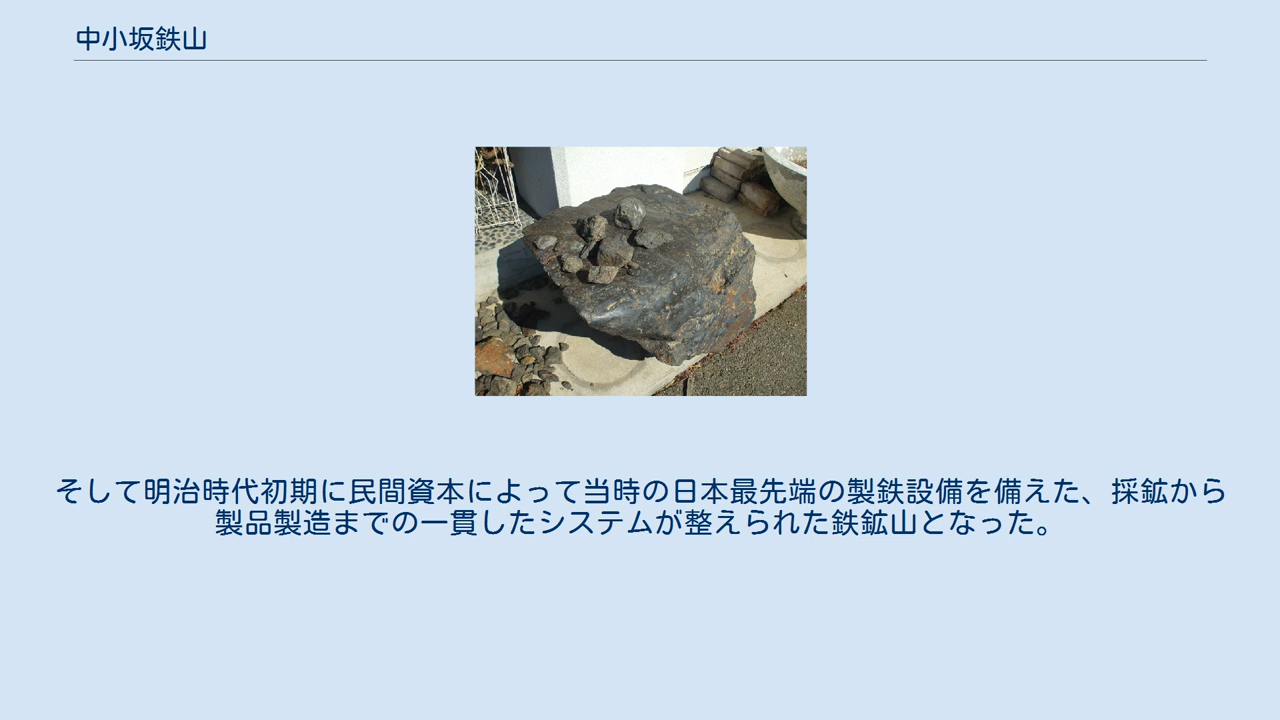 中小坂鉄山
そして明治時代初期に民間資本によって当時の日本最先端の製鉄設備を備えた、採鉱から
製品製造までの一貫したシステムが整えられた鉄鉱山となった。